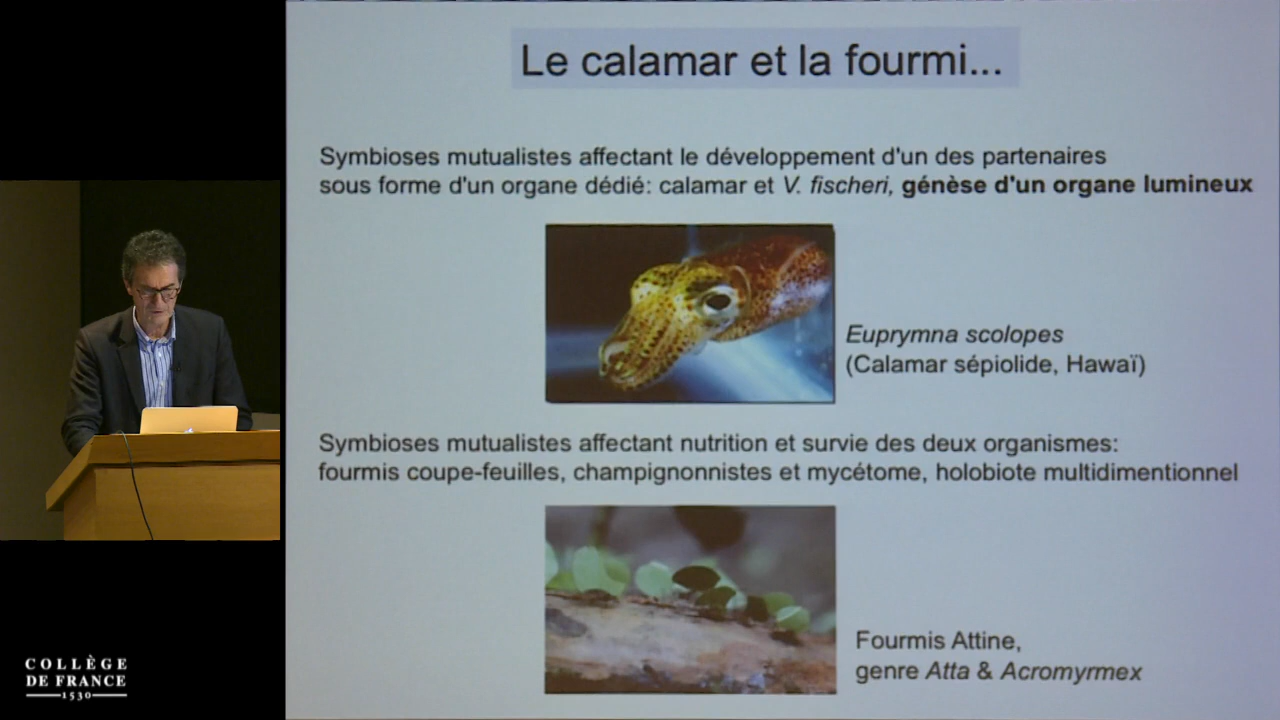 Le calamar et la fourmi...
Symbioses mutualistes affectant le développement d'un des partenaires
sous forme d'un organe dédié: calamar et V. fischeri, génèse d'un organe lumineux
Euprymna scolopes
(Calamar sépiolide, Hawaï)
Symbioses mutualistes affectant nutrition et survie des deux organismes:
fourmis coupe-feuilles, champignonnistes et mycétome, holobiote multidimentionnel
Fourmis Attine,
genre Atta & Acromyrmex
COLLÈGE
DE FRANCE
1530